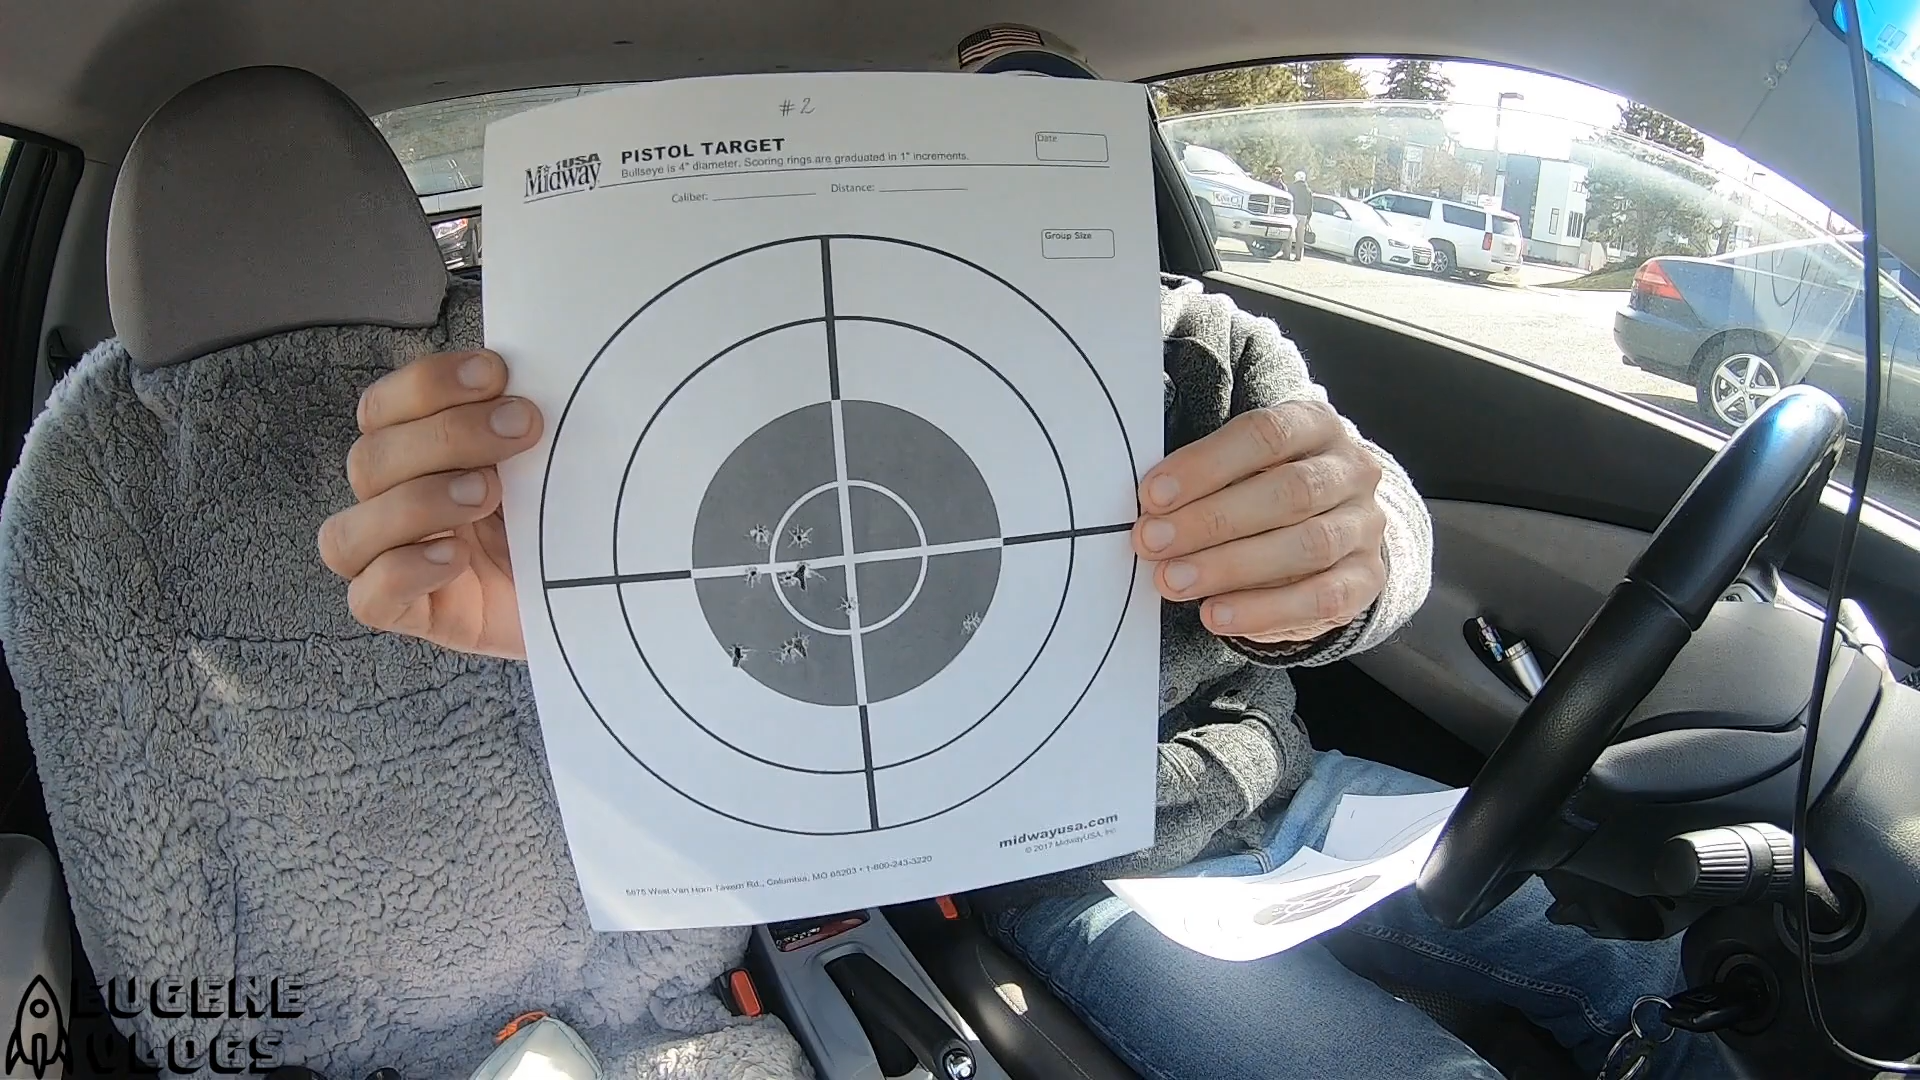 #2
MidwayUSA
PISTOL TARGET
Bullseye is 4" diameter. Scoring rings are graduated in 1" increments.
Date
Caliber: Distance:
Group Size
midwayusa.com
© 2017 MidwayUSA, Inc.
5875 West Van Horn Tavern Rd., Columbia, MO 65203 • 1-800-243-3220
EUGENE
VLOGS